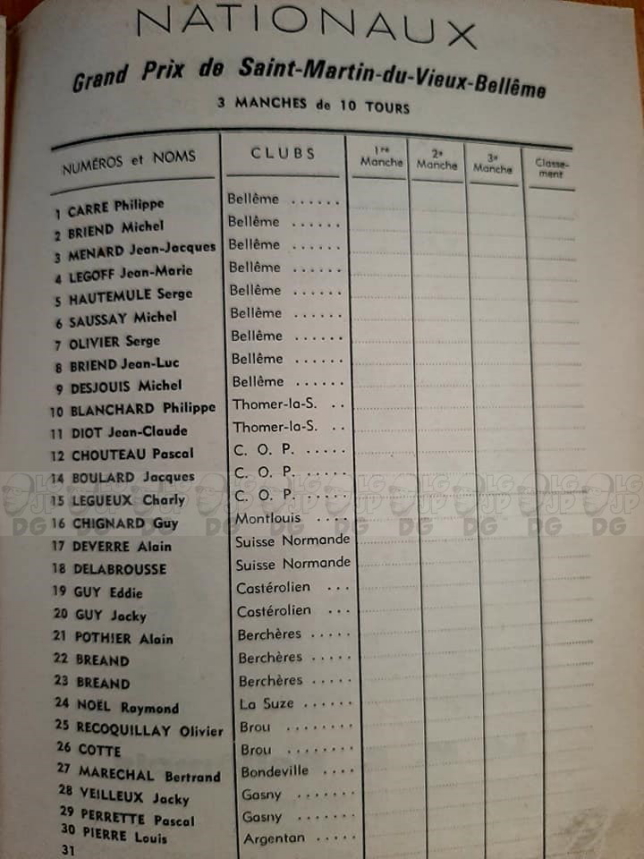 NATIONAUX
Grand Prix de Saint-Martin-du-Vieux-Bellême
3 MANCHES de 10 TOURS
NUMÉROS et NOMS CLUBS 1re Manche 2e Manche 3e Manche Classe-ment
1 CARRE Philippe Bellême ......
2 BRIEND Michel Bellême ......
3 MENARD Jean-Jacques Bellême ......
4 LEGOFF Jean-Marie Bellême ......
5 HAUTEMULE Serge Bellême ......
6 SAUSSAY Michel Bellême ......
7 OLIVIER Serge Bellême ......
8 BRIEND Jean-Luc Bellême ......
9 DESJOUIS Michel Bellême ......
10 BLANCHARD Philippe Thomer-la-S. ..
11 DIOT Jean-Claude Thomer-la-S. ..
12 CHOUTEAU Pascal C. O. P. .....
14 BOULARD Jacques C. O. P. .....
15 LEGUEUX Charly C. O. P. .....
16 CHIGNARD Guy Montlouis ....
17 DEVERRE Alain Suisse Normande
18 DELABROUSSE Suisse Normande
19 GUY Eddie Castérolien ...
20 GUY Jacky Castérolien ...
21 POTHIER Alain Berchères .....
22 BREAND Berchères .....
23 BREAND Berchères .....
24 NOËL Raymond La Suze ......
25 RECOQUILLAY Olivier Brou ........
26 COTTE Brou ........
27 MARECHAL Bertrand Bondeville ....
28 VEILLEUX Jacky Gasny .......
29 PERRETTE Pascal Gasny .......
30 PIERRE Louis Argentan .....
31